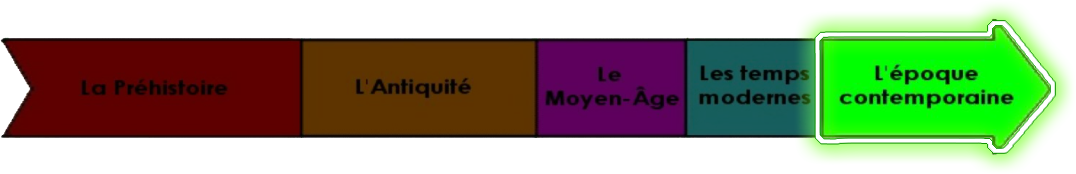 La Préhistoire
L'Antiquité
Le
Moyen-Âge
Les temps
modernes
L'époque
contemporaine